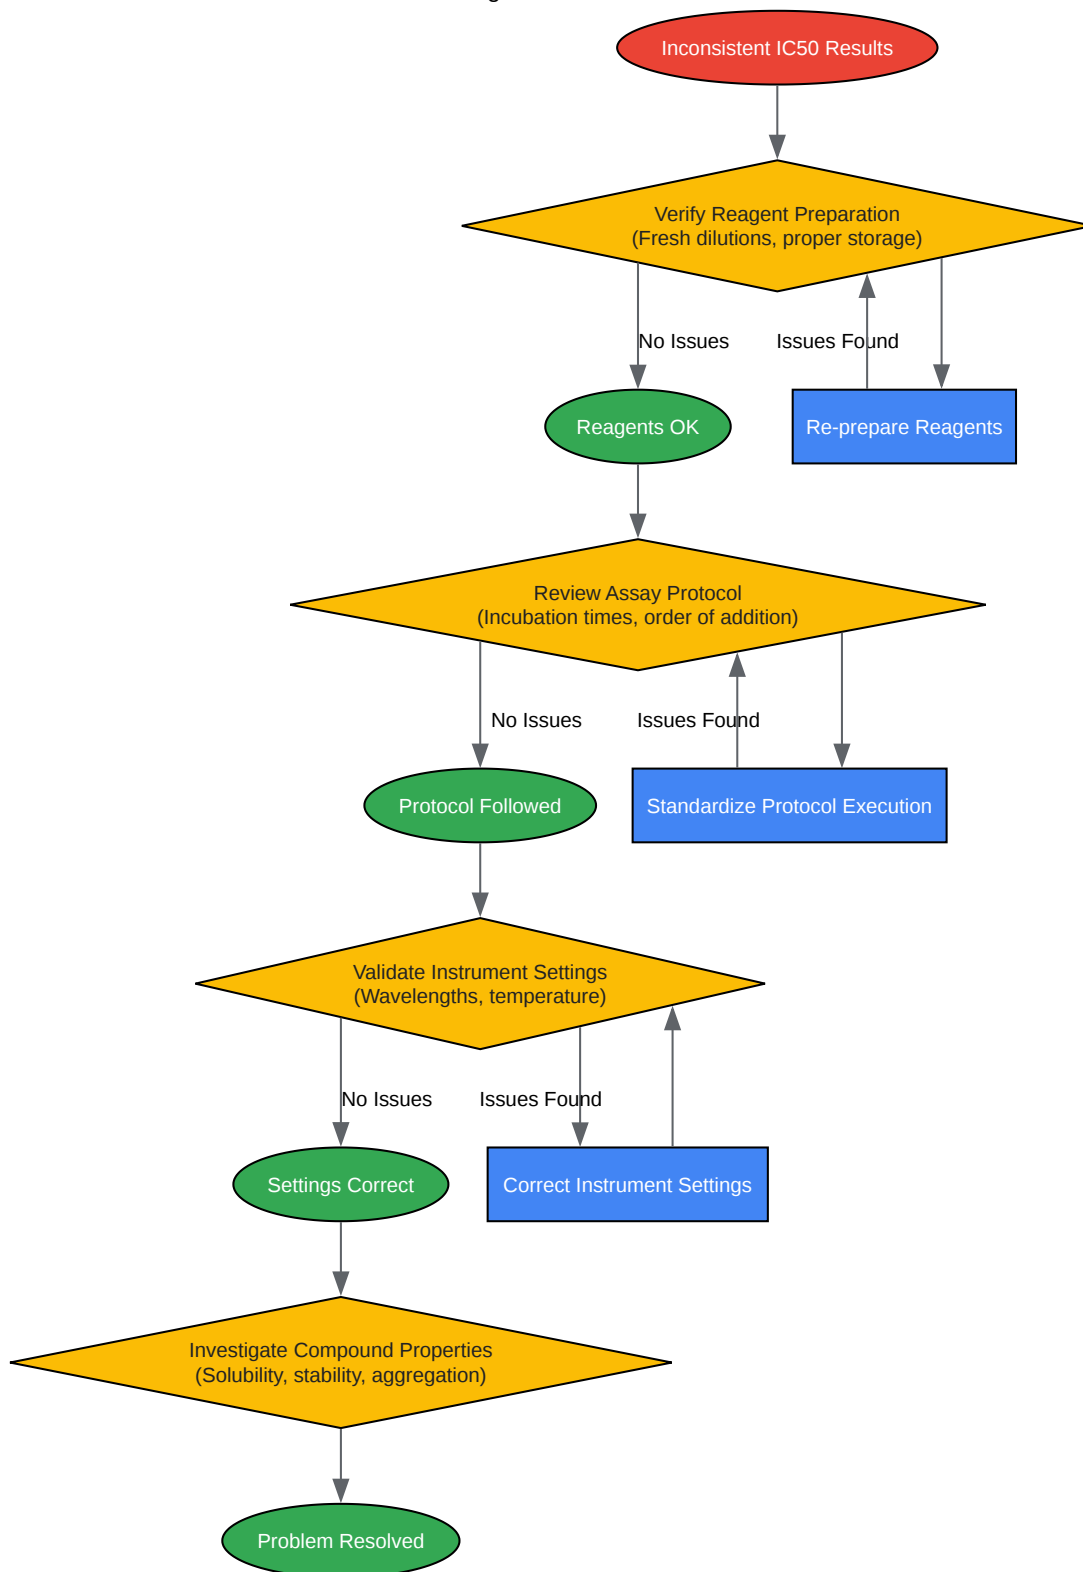 Inconsistent IC50 Results
Verify Reagent Preparation
(Fresh dilutions, proper storage)
No Issues
Issues Found
Reagents OK
Re-prepare Reagents
Review Assay Protocol
(Incubation times, order of addition)
No Issues
Issues Found
Protocol Followed
Standardize Protocol Execution
Validate Instrument Settings
(Wavelengths, temperature)
No Issues
Issues Found
Settings Correct
Correct Instrument Settings
Investigate Compound Properties
(Solubility, stability, aggregation)
Problem Resolved